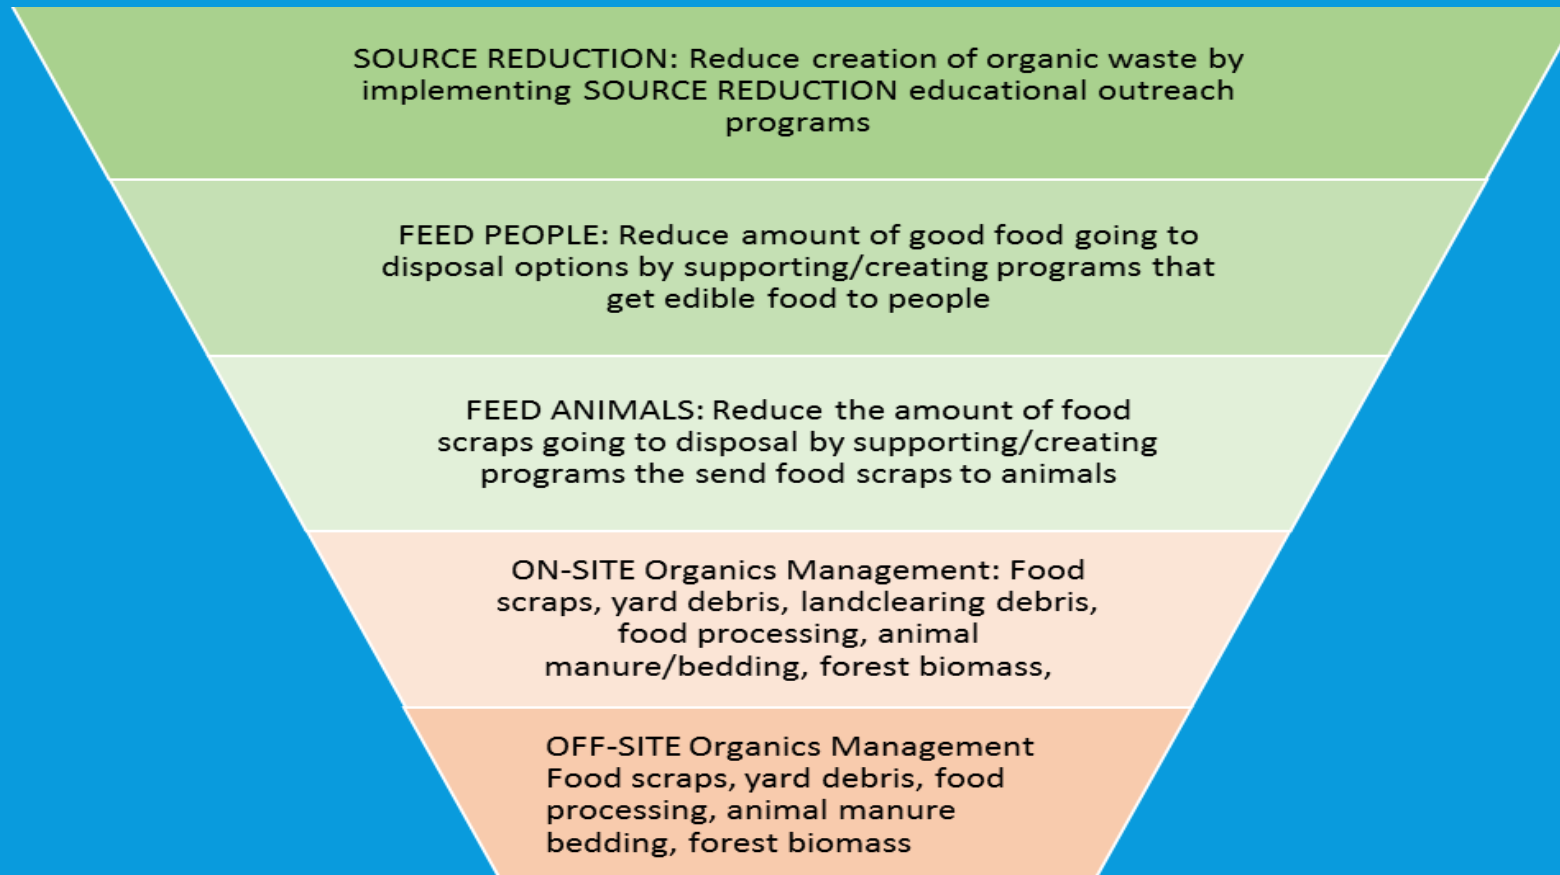 SOURCE REDUCTION: Reduce creation of organic waste by
implementing SOURCE REDUCTION educational outreach
programs
FEED PEOPLE: Reduce amount of good food going to
disposal options by supporting/creating programs that
get edible food to people
FEED ANIMALS: Reduce the amount of food
scraps going to disposal by supporting/creating
programs the send food scraps to animals
ON-SITE Organics Management: Food
scraps, yard debris, landclearing debris,
food processing, animal
manure/bedding, forest biomass,
OFF-SITE Organics Management
Food scraps, yard debris, food
processing, animal manure
bedding, forest biomass